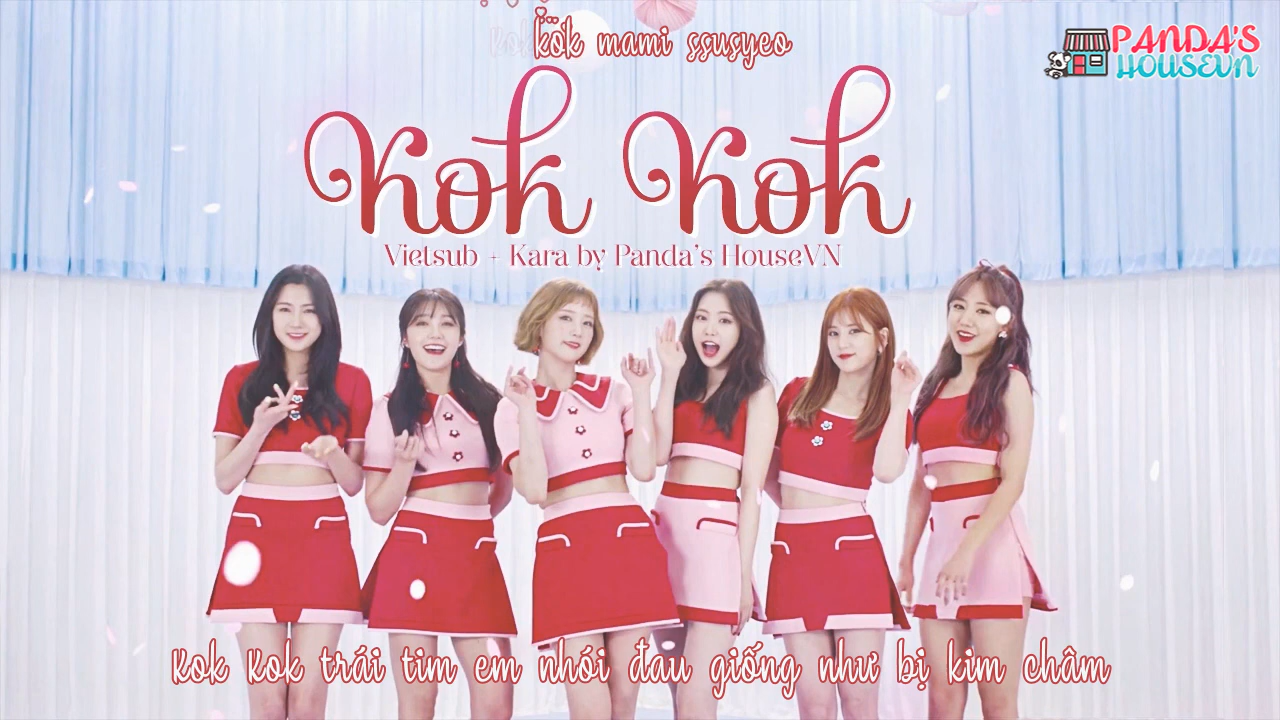 kök mami ssusyeo
PANDA'S
HOUSEVN
Kok Kok
Vietsub + Kara by Panda's HouseVN
Kok Kok trái tim em nhói đau giống như bị kim châm